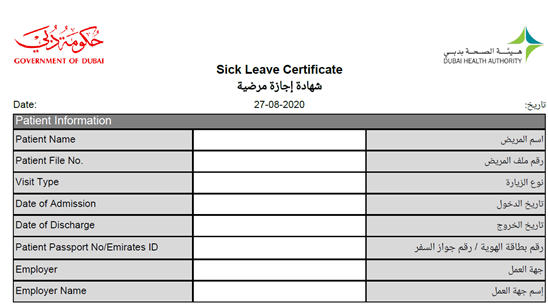 حكومة دبي
GOVERNMENT OF DUBAI
هيئة الصحة بدبي
DUBAI HEALTH AUTHORITY
Sick Leave Certificate
شهادة إجازة مرضية
Date: 27-08-2020 تاريخ:
Patient Information
Patient Name اسم المريض
Patient File No. رقم ملف المريض
Visit Type نوع الزيارة
Date of Admission تاريخ الدخول
Date of Discharge تاريخ الخروج
Patient Passport No/Emirates ID رقم بطاقة الهوية / رقم جواز السفر
Employer جهة العمل
Employer Name إسم جهة العمل